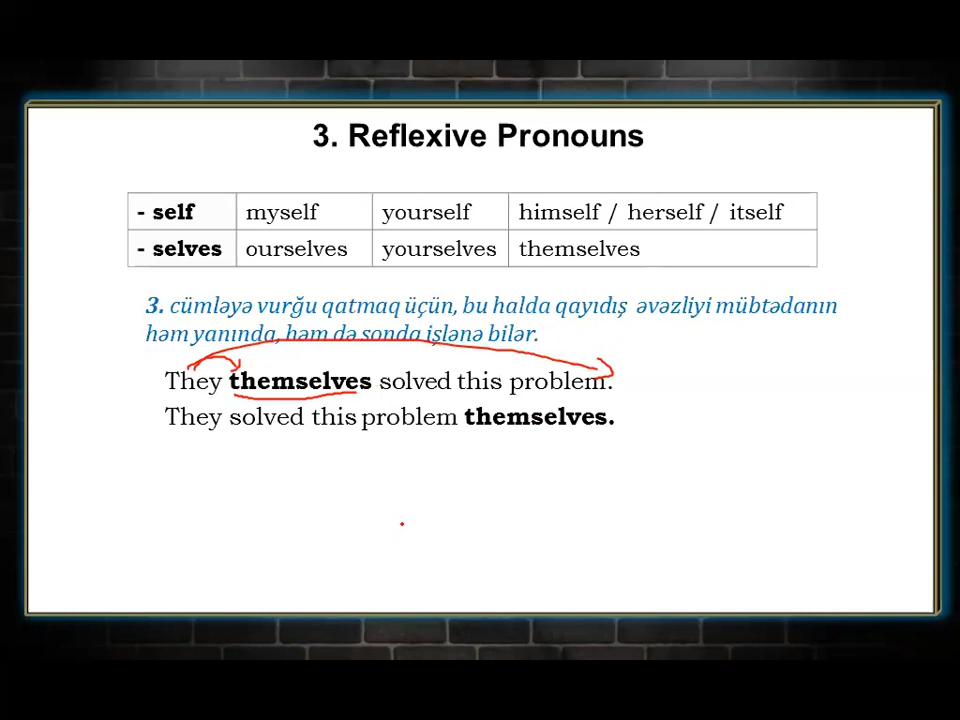 3. Reflexive Pronouns
- self myself yourself himself / herself / itself
- selves ourselves yourselves themselves
3. cümləyə vurğu qatmaq üçün, bu halda qayıdış əvəzliyi mübtədanın
həm yanında, həm də sonda işlənə bilər.
They themselves solved this problem.
They solved this problem themselves.